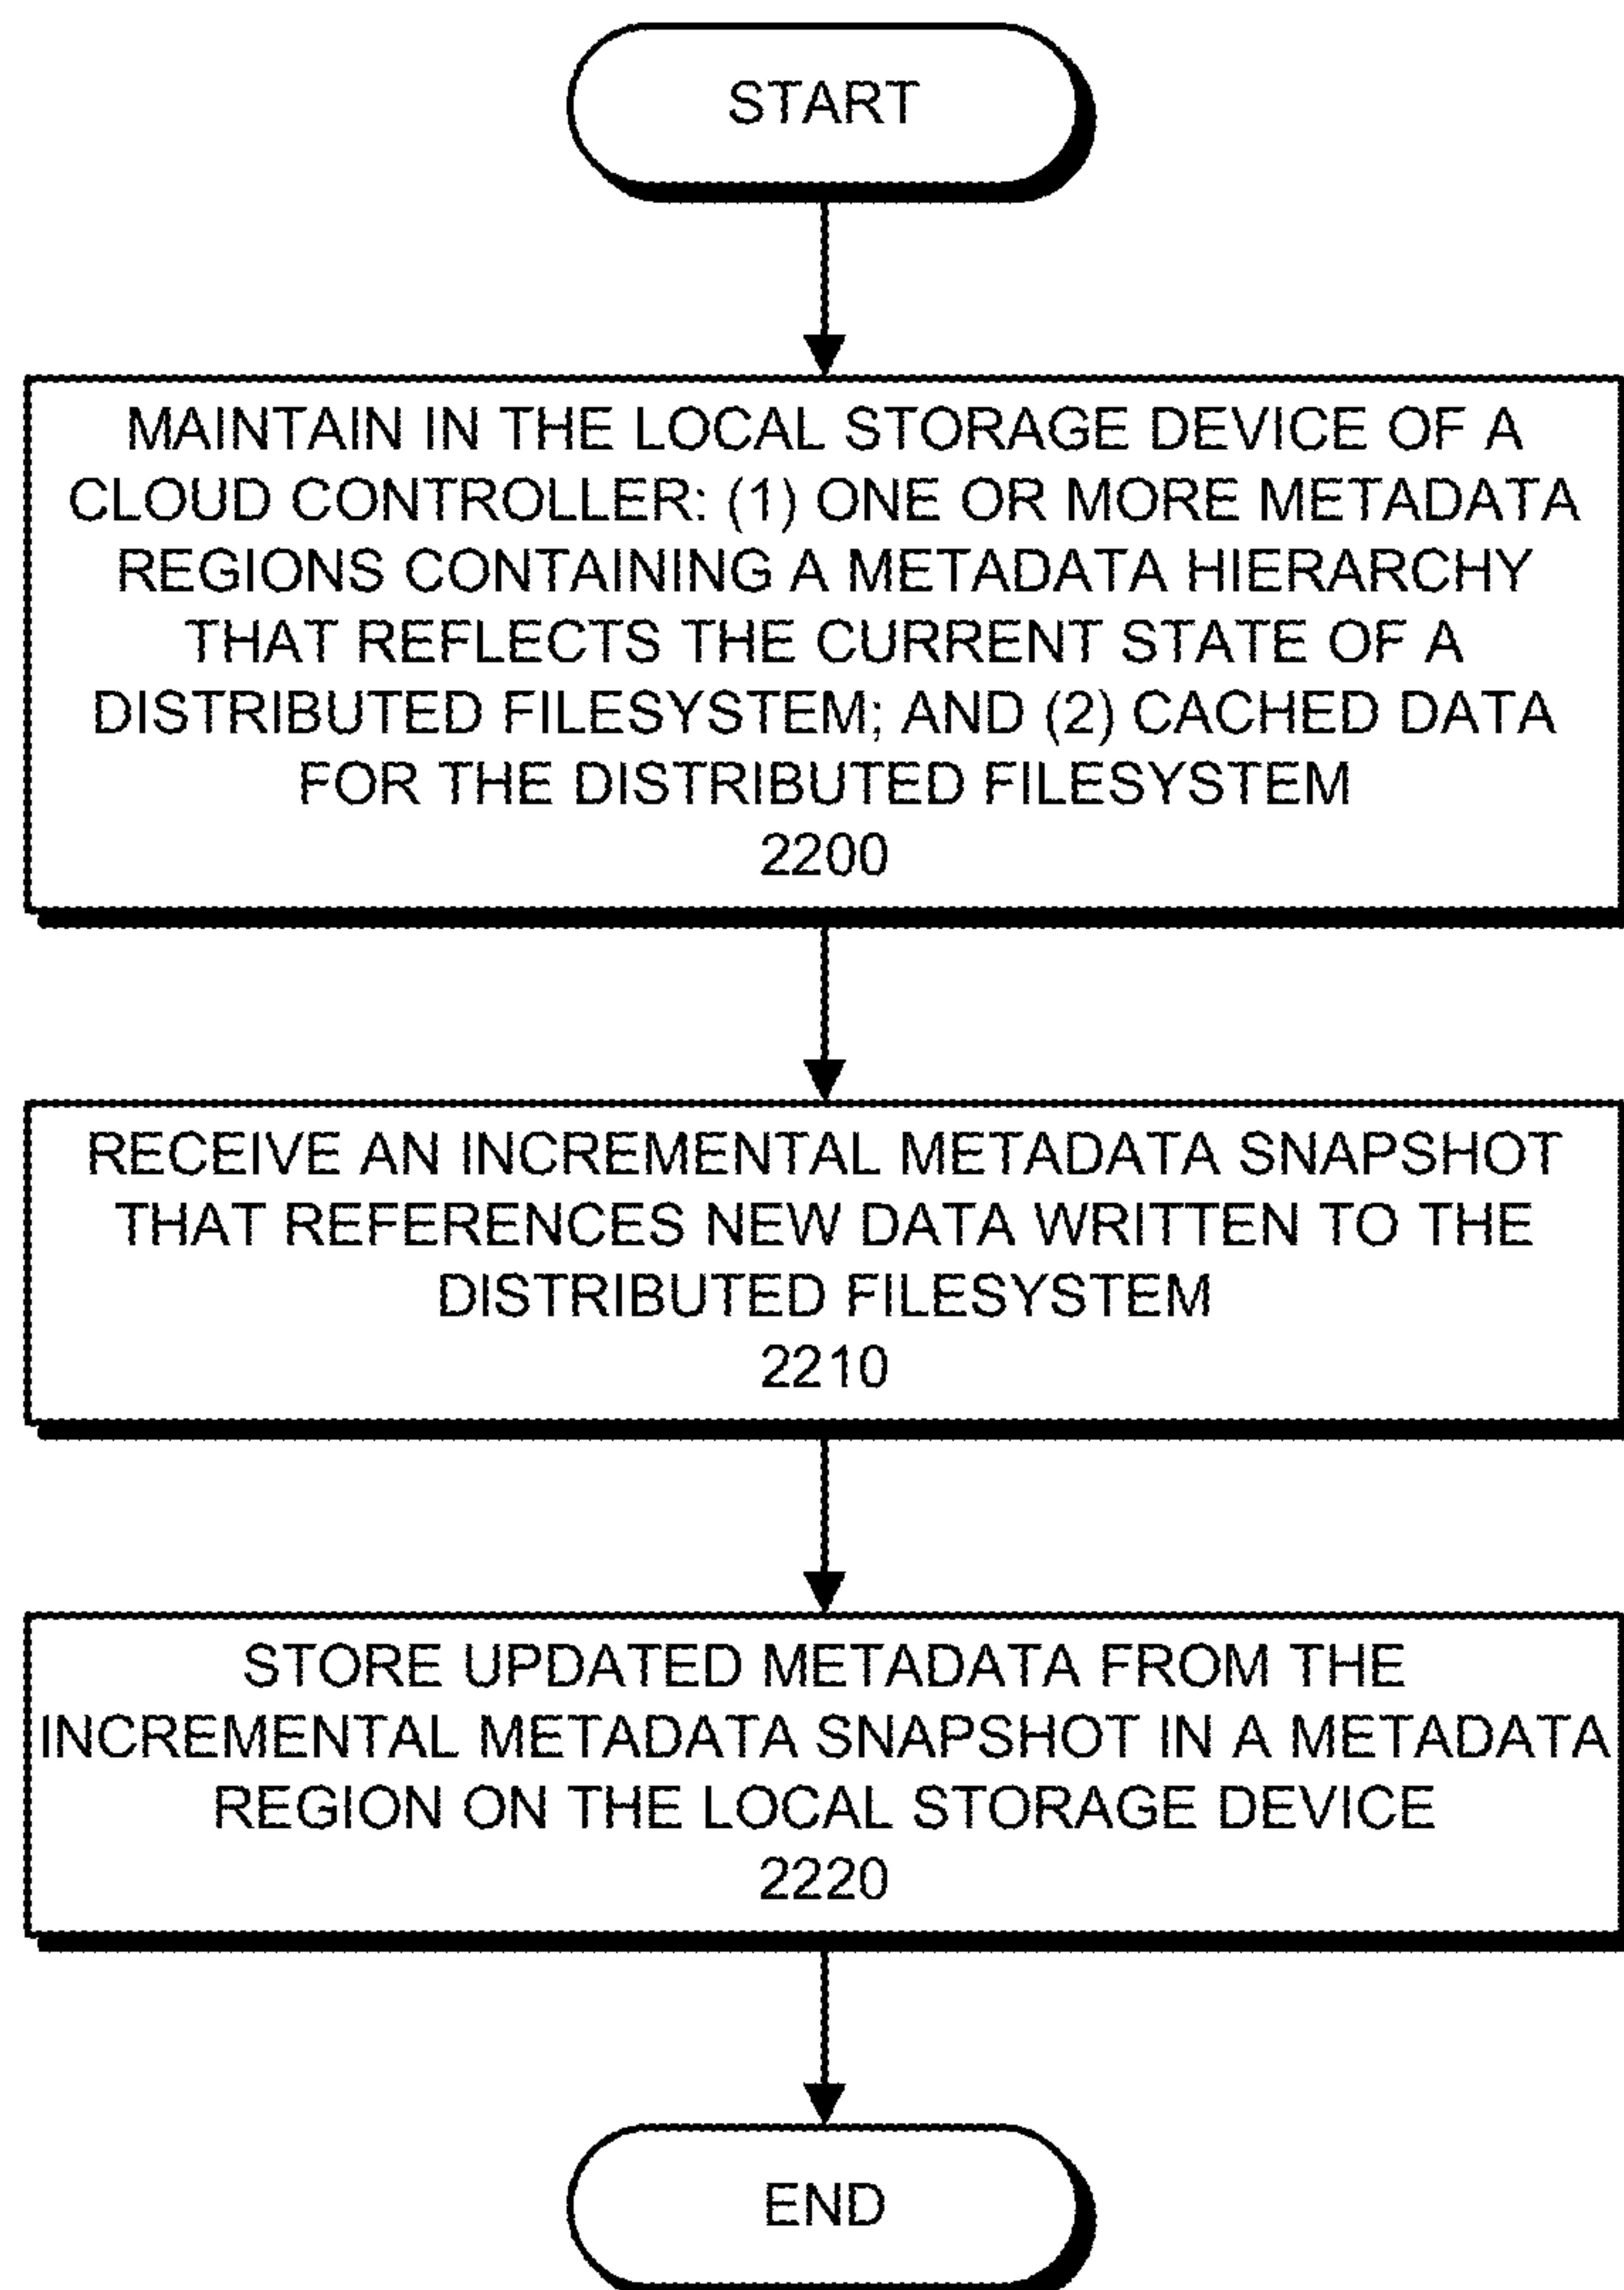 START
MAINTAIN IN THE LOCAL STORAGE DEVICE OF A
CLOUD CONTROLLER: (1) ONE OR MORE METADATA
REGIONS CONTAINING A METADATA HIERARCHY
THAT REFLECTS THE CURRENT STATE OF A
DISTRIBUTED FILESYSTEM; AND (2) CACHED DATA
FOR THE DISTRIBUTED FILESYSTEM
2200
RECEIVE AN INCREMENTAL METADATA SNAPSHOT
THAT REFERENCES NEW DATA WRITTEN TO THE
DISTRIBUTED FILESYSTEM
2210
STORE UPDATED METADATA FROM THE
INCREMENTAL METADATA SNAPSHOT IN A METADATA
REGION ON THE LOCAL STORAGE DEVICE
2220
END